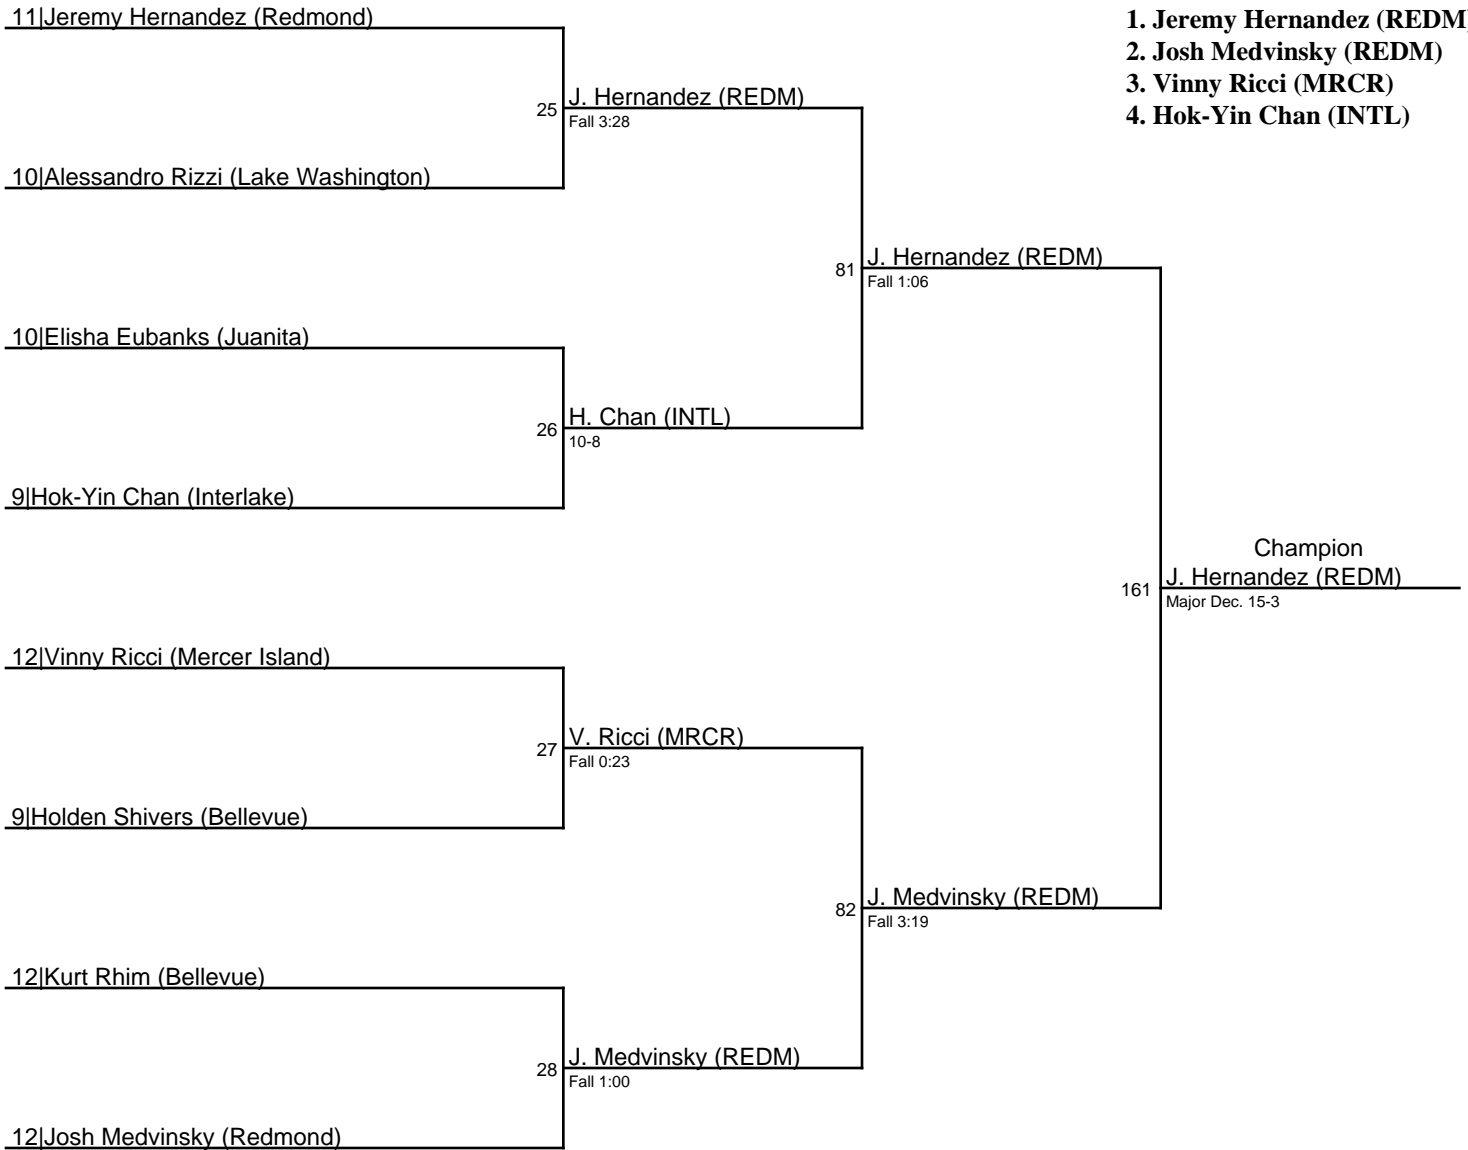 11|Jeremy Hernandez (Redmond)
1. Jeremy Hernandez (REDM)
2. Josh Medvinsky (REDM)
3. Vinny Ricci (MRCR)
4. Hok-Yin Chan (INTL)
25
J. Hernandez (REDM)
Fall 3:28
10|Alessandro Rizzi (Lake Washington)
81
J. Hernandez (REDM)
Fall 1:06
10|Elisha Eubanks (Juanita)
26
H. Chan (INTL)
10-8
9|Hok-Yin Chan (Interlake)
Champion
161
J. Hernandez (REDM)
Major Dec. 15-3
12|Vinny Ricci (Mercer Island)
27
V. Ricci (MRCR)
Fall 0:23
9|Holden Shivers (Bellevue)
82
J. Medvinsky (REDM)
Fall 3:19
12|Kurt Rhim (Bellevue)
28
J. Medvinsky (REDM)
Fall 1:00
12|Josh Medvinsky (Redmond)